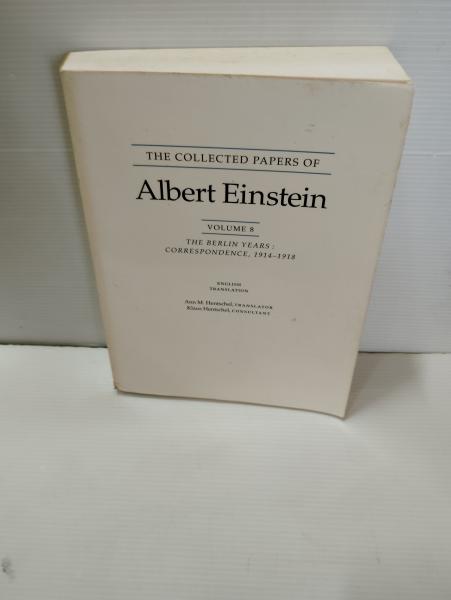 THE COLLECTED PAPERS OF
Albert Einstein
VOLUME 8
THE BERLIN YEARS :
CORRESPONDENCE, 1914–1918
ENGLISH
TRANSLATION
Ann M. Hentschel, TRANSLATOR
Klaus Hentschel, CONSULTANT